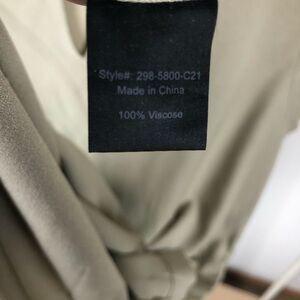 Style#: 298-5800-C21
Made in China
100% Viscose